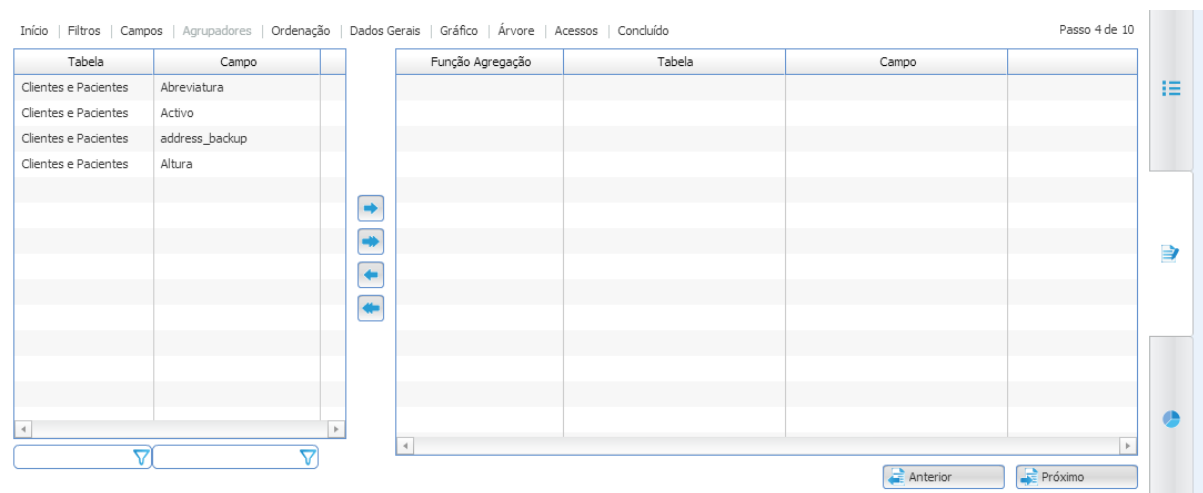 Início | Filtros | Campos | Agrupadores | Ordenação | Dados Gerais | Gráfico | Árvore | Acessos | Concluído Passo 4 de 10
Tabela Campo Função Agregação Tabela Campo
Clientes e Pacientes Abreviatura
Clientes e Pacientes Activo
Clientes e Pacientes address_backup
Clientes e Pacientes Altura
Anterior Próximo